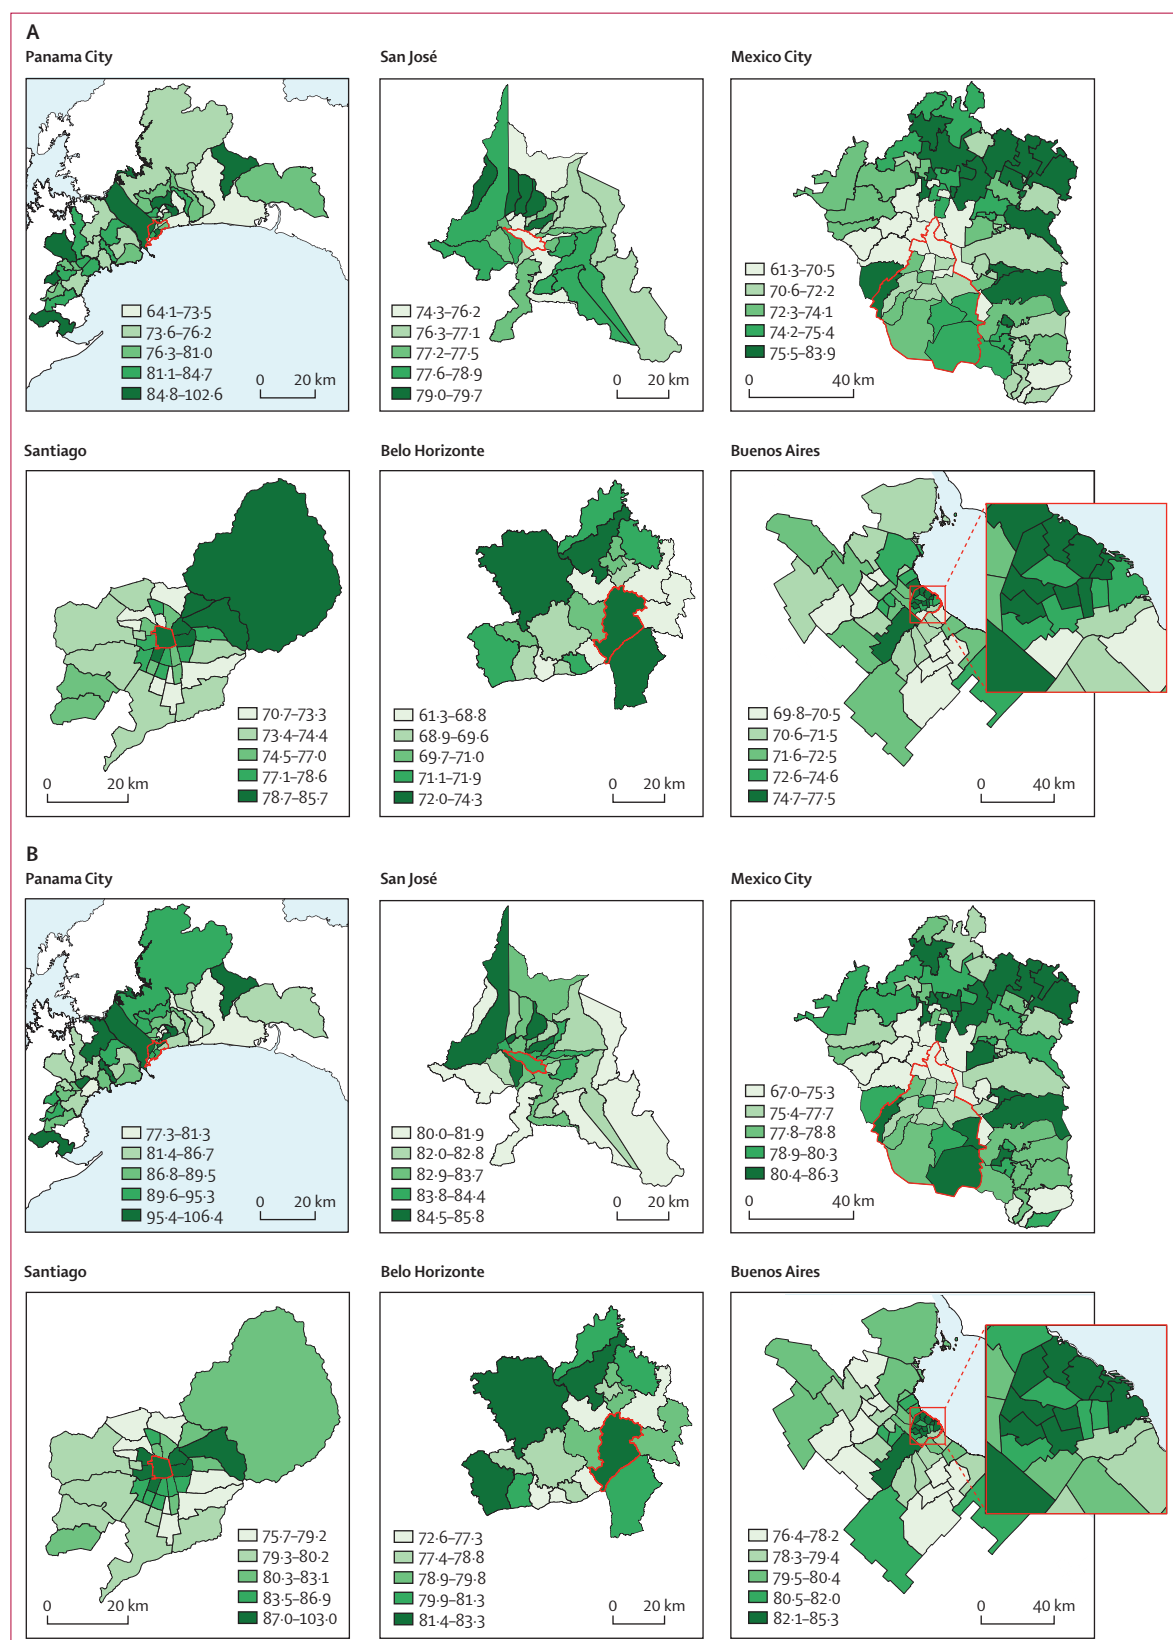 A
Panama City
San José
Mexico City
64·1–73·5
73·6–76·2
76·3–81·0
81·1–84·7
84·8–102·6
0 20 km
74·3–76·2
76·3–77·1
77·2–77·5
77·6–78·9
79·0–79·7
0 20 km
61·3–70·5
70·6–72·2
72·3–74·1
74·2–75·4
75·5–83·9
0 40 km
Santiago
Belo Horizonte
Buenos Aires
70·7–73·3
73·4–74·4
74·5–77·0
77·1–78·6
78·7–85·7
0 20 km
61·3–68·8
68·9–69·6
69·7–71·0
71·1–71·9
72·0–74·3
0 20 km
69·8–70·5
70·6–71·5
71·6–72·5
72·6–74·6
74·7–77·5
0 40 km
B
Panama City
San José
Mexico City
77·3–81·3
81·4–86·7
86·8–89·5
89·6–95·3
95·4–106·4
0 20 km
80·0–81·9
82·0–82·8
82·9–83·7
83·8–84·4
84·5–85·8
0 20 km
67·0–75·3
75·4–77·7
77·8–78·8
78·9–80·3
80·4–86·3
0 40 km
Santiago
Belo Horizonte
Buenos Aires
75·7–79·2
79·3–80·2
80·3–83·1
83·5–86·9
87·0–103·0
0 20 km
72·6–77·3
77·4–78·8
78·9–79·8
79·9–81·3
81·4–83·3
0 20 km
76·4–78·2
78·3–79·4
79·5–80·4
80·5–82·0
82·1–85·3
0 40 km